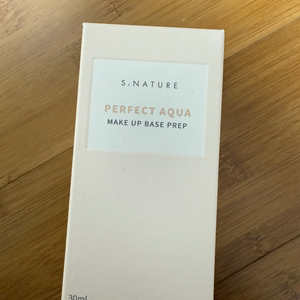 S.NATURE
PERFECT AQUA
MAKE UP BASE PREP
30ml